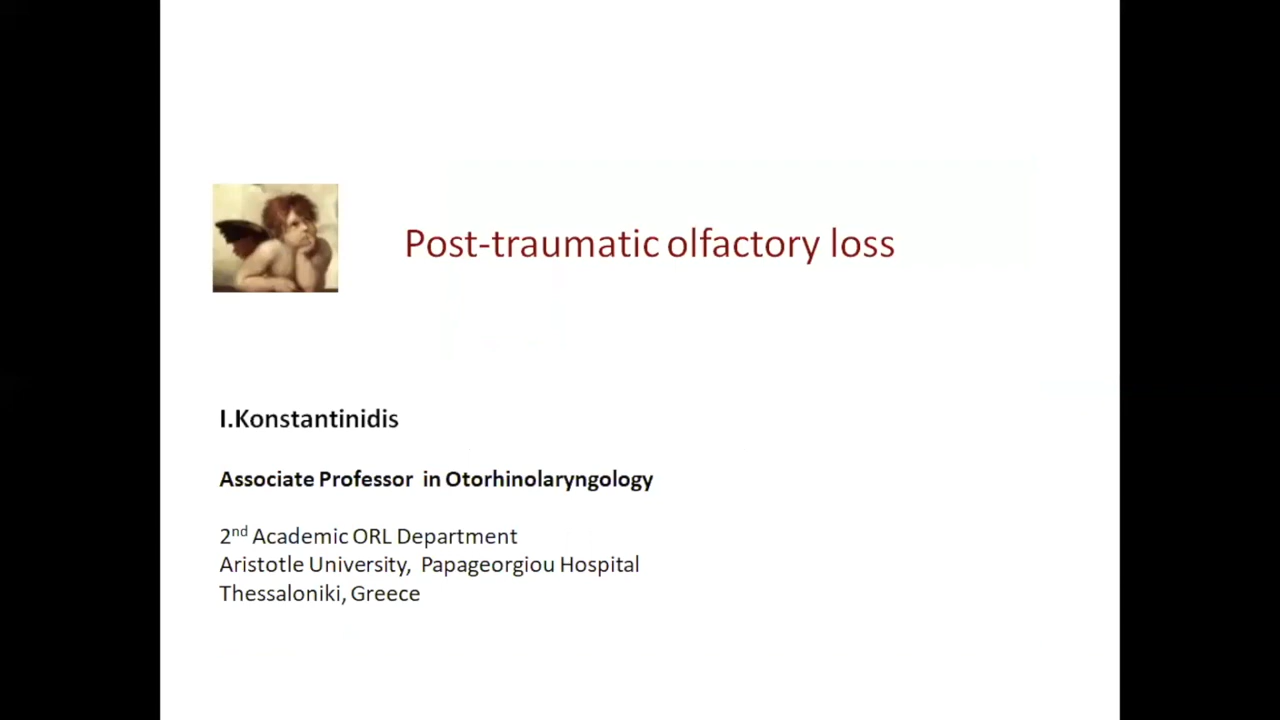 Post-traumatic olfactory loss
I.Konstantinidis
Associate Professor in Otorhinolaryngology
2nd Academic ORL Department
Aristotle University, Papageorgiou Hospital
Thessaloniki, Greece